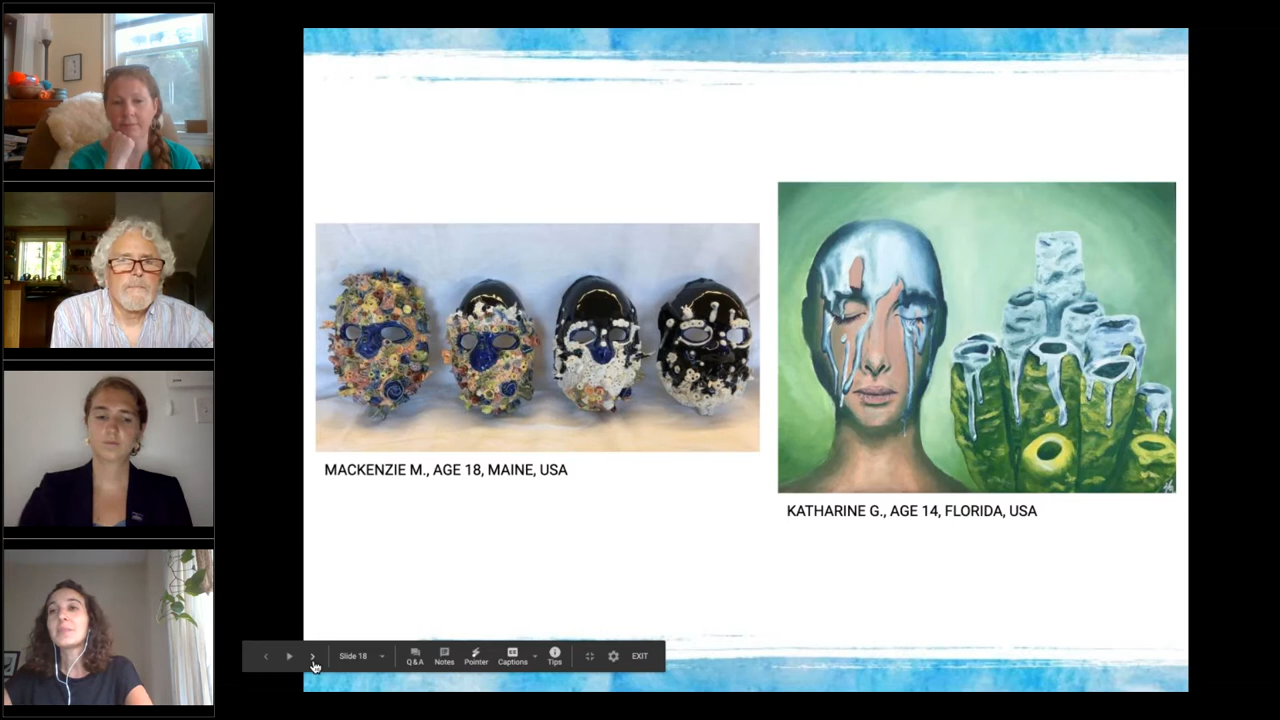 MACKENZIE M., AGE 18, MAINE, USA
KATHARINE G., AGE 14, FLORIDA, USA
Slide 18
Q&A
Notes
Pointer
Captions
Tips
EXIT